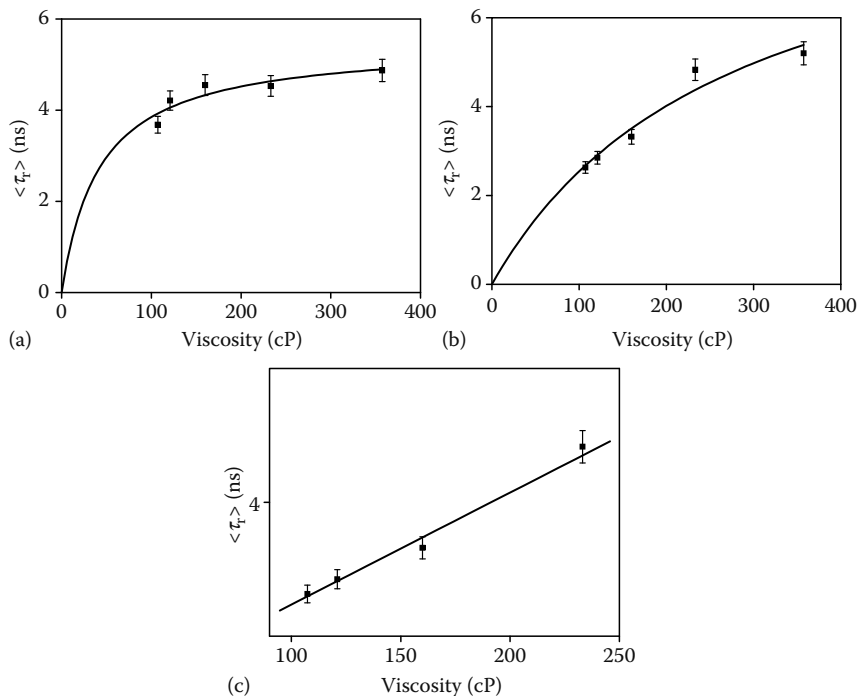 6
4
2
0
<τr> (ns)
0 100 200 300 400
(a) Viscosity (cP)
6
4
2
0
<τr> (ns)
0 100 200 300 400
(b) Viscosity (cP)
4
<τr> (ns)
100 150 200 250
(c) Viscosity (cP)